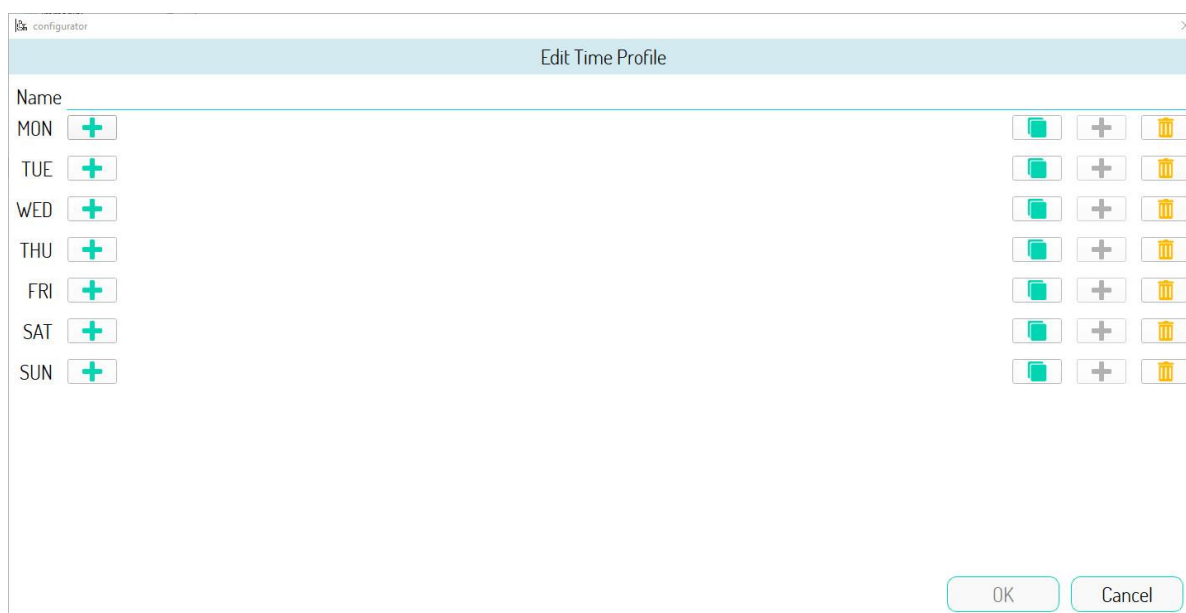 configurator
Edit Time Profile
Name
MON
TUE
WED
THU
FRI
SAT
SUN
OK Cancel